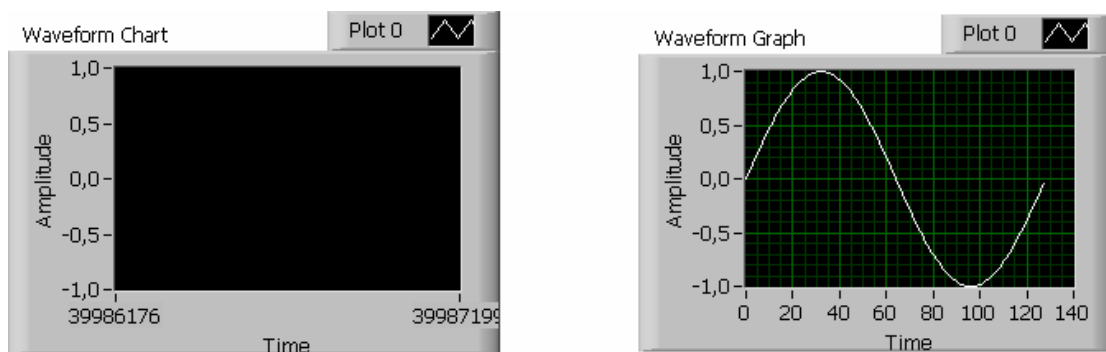 Waveform Chart
Plot 0
1,0
0,5
0,0
-0,5
-1,0
Amplitude
39986176
39987199
Time
Waveform Graph
Plot 0
1,0
0,5
0,0
-0,5
-1,0
Amplitude
0 20 40 60 80 100 120 140
Time